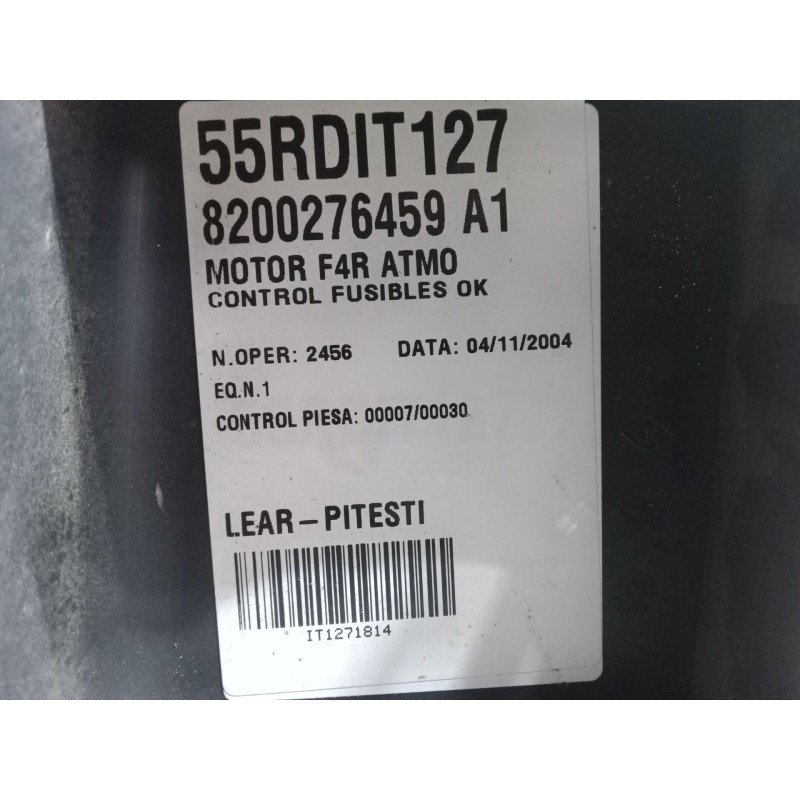 55RDIT127
8200276459 A1
MOTOR F4R ATMO
CONTROL FUSIBLES OK
N.OPER: 2456 DATA: 04/11/2004
EQ.N.1
CONTROL PIESA: 00007/00030
LEAR-PITESTI
IT1271814